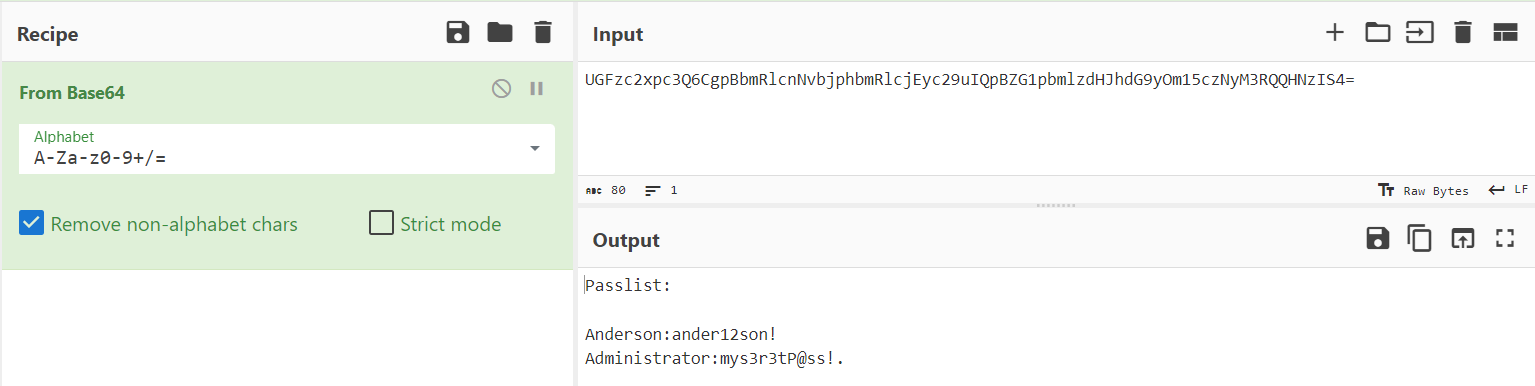 Recipe
From Base64
Alphabet
A-Za-z0-9+/=
Remove non-alphabet chars
Strict mode
Input
UGFzc2xpc3Q6CgpBbmRlcnNvbjphbmRlcjEyc29uIQpBZG1pbmlzdHJhdG9yOm15czNyM3RQQHNzIS4=
ABC 80
1
Tт Raw Bytes
LF
Output
Passlist:
Anderson:ander12son!
Administrator:mys3r3tP@ss!.